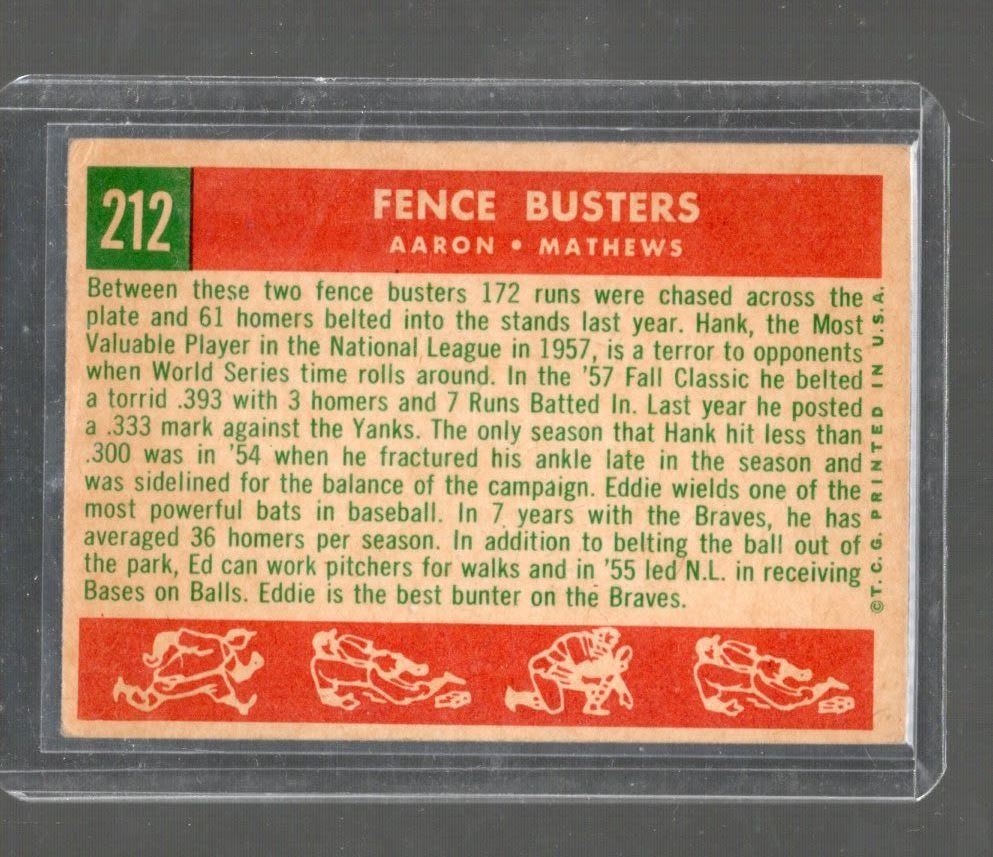 212
FENCE BUSTERS
AARON • MATHEWS
Between these two fence busters 172 runs were chased across the
plate and 61 homers belted into the stands last year. Hank, the Most
Valuable Player in the National League in 1957, is a terror to opponents
when World Series time rolls around. In the '57 Fall Classic he belted
a torrid .393 with 3 homers and 7 Runs Batted In. Last year he posted
a .333 mark against the Yanks. The only season that Hank hit less than
.300 was in '54 when he fractured his ankle late in the season and
was sidelined for the balance of the campaign. Eddie wields one of the
most powerful bats in baseball. In 7 years with the Braves, he has
averaged 36 homers per season. In addition to belting the ball out of
the park, Ed can work pitchers for walks and in '55 led N.L. in receiving
Bases on Balls. Eddie is the best bunter on the Braves.
©T.C.G. PRINTED IN U.S.A.